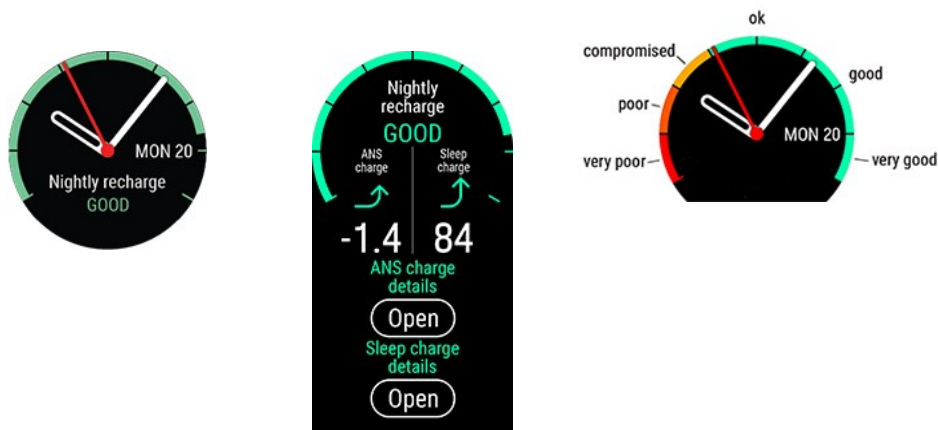 MON 20
Nightly recharge
GOOD
Nightly
recharge
GOOD
ANS
charge
Sleep
charge
-1.4
84
ANS charge
details
Open
Sleep charge
details
Open
ok
compromised
good
poor
MON 20
very poor
very good